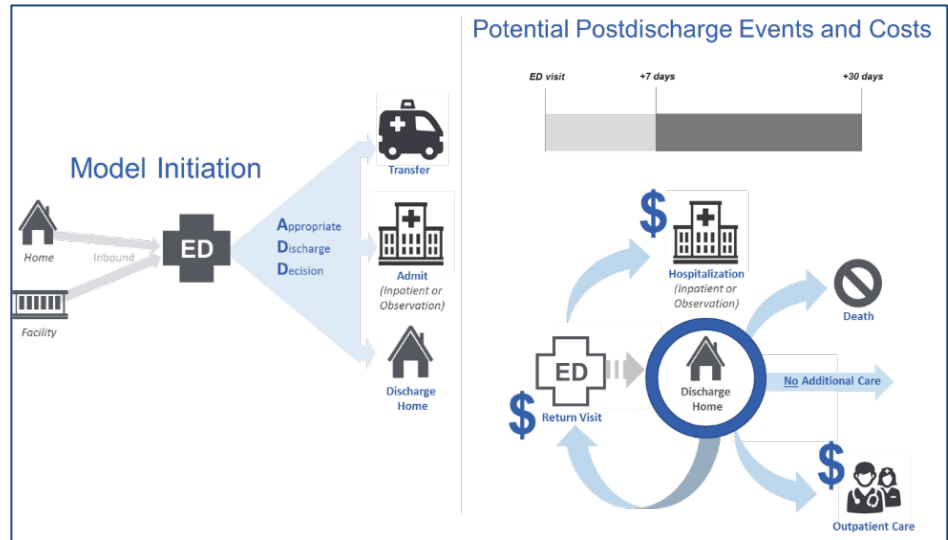 Model Initiation
Home
Inbound
Facility
ED
Appropriate
Discharge
Decision
Transfer
Admit
(Inpatient or
Observation)
Discharge
Home
Potential Postdischarge Events and Costs
ED visit
+7 days
+30 days
$
Hospitalization
(Inpatient or
Observation)
Death
ED
$
Return Visit
Discharge
Home
No Additional Care
$
Outpatient Care